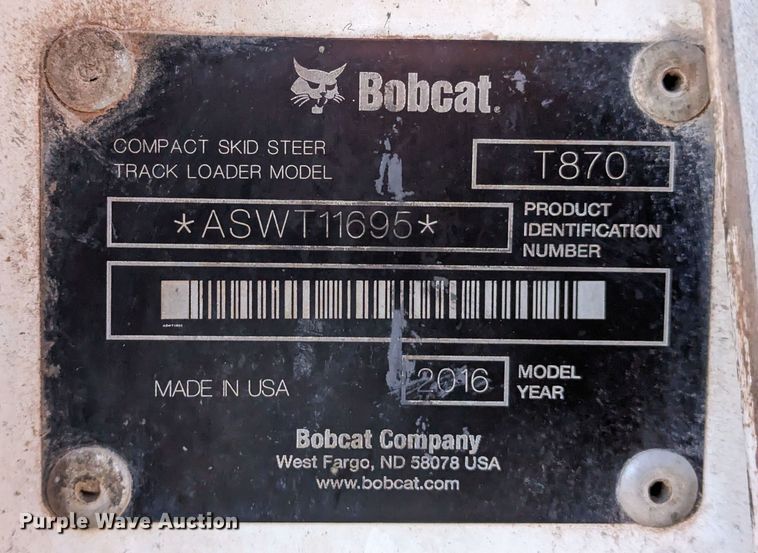 Bobcat.
COMPACT SKID STEER
TRACK LOADER MODEL
T870
*ASWT11695*
PRODUCT
IDENTIFICATION
NUMBER
ASWT11695
MADE IN USA
2016
MODEL
YEAR
Bobcat Company
West Fargo, ND 58078 USA
www.bobcat.com
Purple Wave Auction